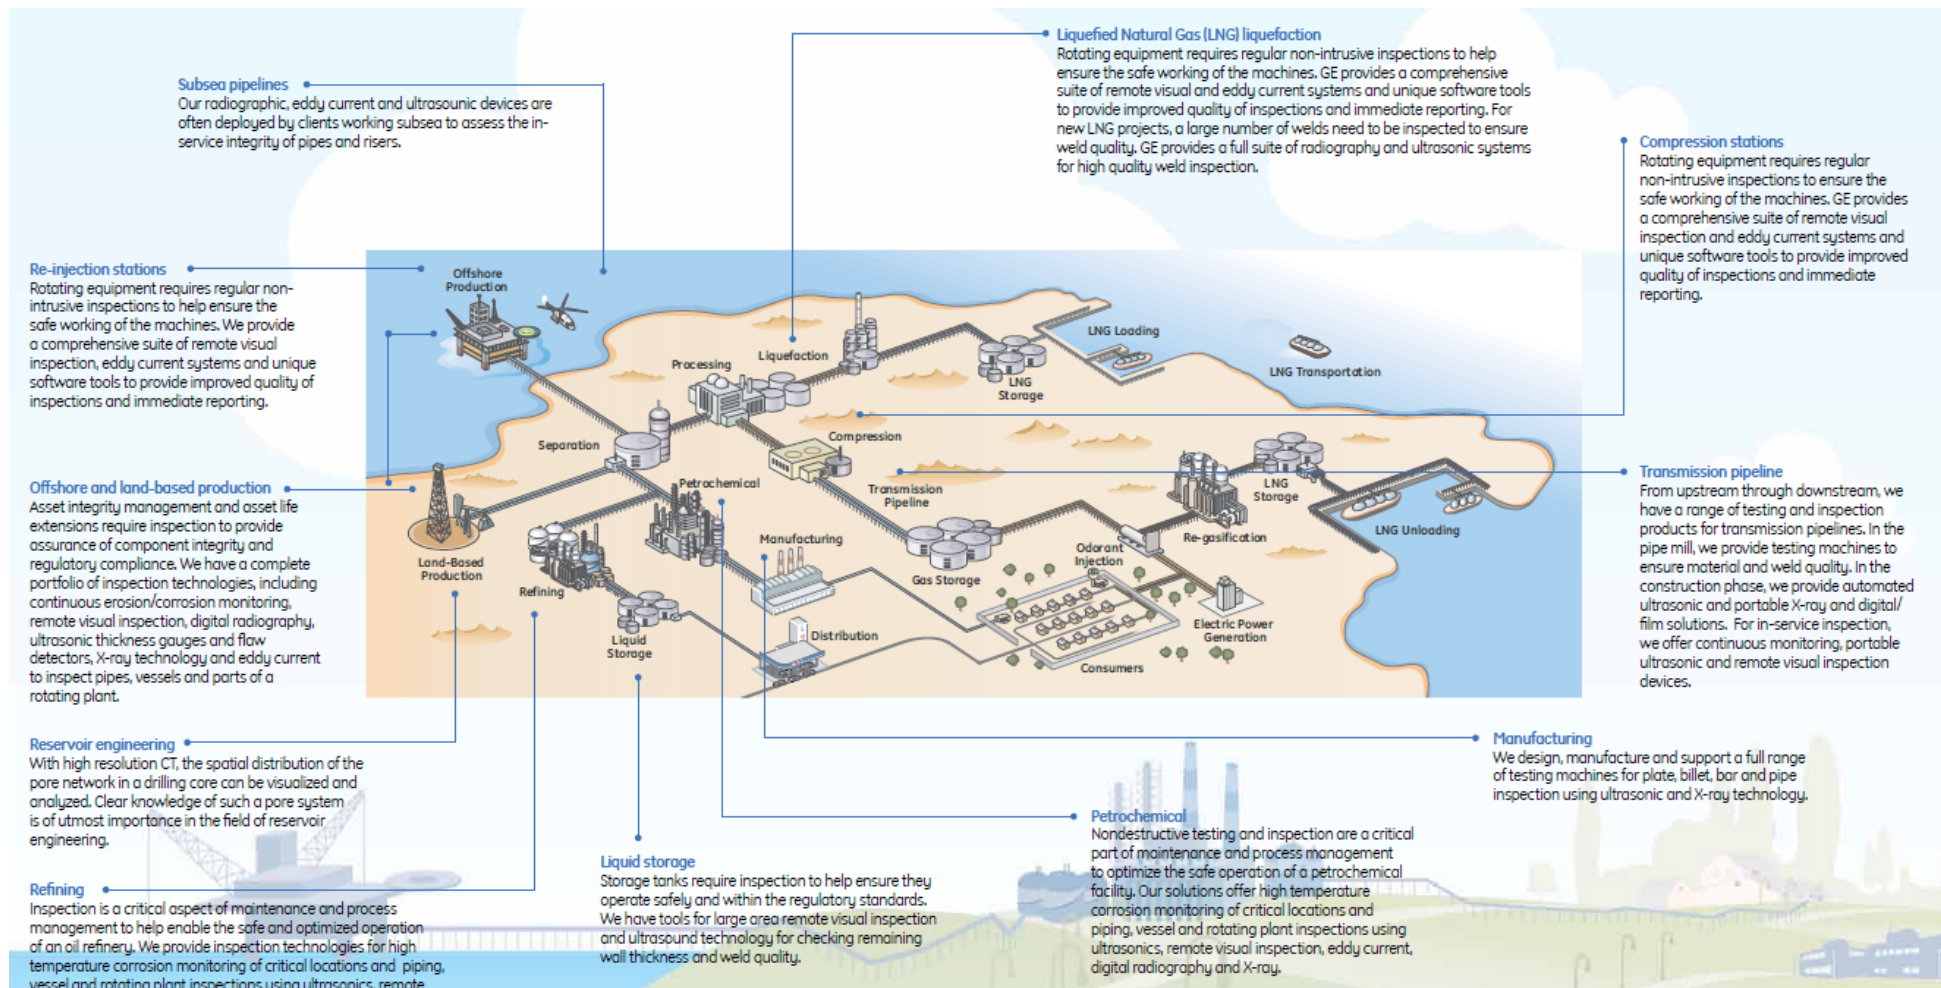 Subsea pipelines
Our radiographic, eddy current and ultrasounic devices are
often deployed by clients working subsea to assess the in-
service integrity of pipes and risers.
Liquefied Natural Gas (LNG) liquefaction
Rotating equipment requires regular non-intrusive inspections to help
ensure the safe working of the machines. GE provides a comprehensive
suite of remote visual and eddy current systems and unique software tools
to provide improved quality of inspections and immediate reporting. For
new LNG projects, a large number of welds need to be inspected to ensure
weld quality. GE provides a full suite of radiography and ultrasonic systems
for high quality weld inspection.
Compression stations
Rotating equipment requires regular
non-intrusive inspections to ensure the
safe working of the machines. GE provides
a comprehensive suite of remote visual
inspection and eddy current systems and
unique software tools to provide improved
quality of inspections and immediate
reporting.
Re-injection stations
Rotating equipment requires regular non-
intrusive inspections to help ensure the
safe working of the machines. We provide
a comprehensive suite of remote visual
inspection, eddy current systems and unique
software tools to provide improved quality of
inspections and immediate reporting.
Offshore and land-based production
Asset integrity management and asset life
extensions require inspection to provide
assurance of component integrity and
regulatory compliance. We have a complete
portfolio of inspection technologies, including
continuous erosion/corrosion monitoring,
remote visual inspection, digital radiography,
ultrasonic thickness gauges and flaw
detectors, X-ray technology and eddy current
to inspect pipes, vessels and parts of a
rotating plant.
Offshore
Production
Processing
Liquefaction
LNG
Storage
LNG Loading
LNG Transportation
Separation
Compression
Petrochemical
Transmission
Pipeline
LNG
Storage
LNG Unloading
Re-gasification
Land-Based
Production
Refining
Manufacturing
Gas Storage
Odorant
Injection
Liquid
Storage
Distribution
Electric Power
Generation
Consumers
Transmission pipeline
From upstream through downstream, we
have a range of testing and inspection
products for transmission pipelines. In the
pipe mill, we provide testing machines to
ensure material and weld quality. In the
construction phase, we provide automated
ultrasonic and portable X-ray and digital/
film solutions. For in-service inspection,
we offer continuous monitoring, portable
ultrasonic and remote visual inspection
devices.
Reservoir engineering
With high resolution CT, the spatial distribution of the
pore network in a drilling core can be visualized and
analyzed. Clear knowledge of such a pore system
is of utmost importance in the field of reservoir
engineering.
Manufacturing
We design, manufacture and support a full range
of testing machines for plate, billet, bar and pipe
inspection using ultrasonic and X-ray technology.
Refining
Inspection is a critical aspect of maintenance and process
management to help enable the safe and optimized operation
of an oil refinery. We provide inspection technologies for high
temperature corrosion monitoring of critical locations and piping,
vessel and rotating plant inspections using ultrasonics, remote
Liquid storage
Storage tanks require inspection to help ensure they
operate safely and within the regulatory standards.
We have tools for large area remote visual inspection
and ultrasound technology for checking remaining
wall thickness and weld quality.
Petrochemical
Nondestructive testing and inspection are a critical
part of maintenance and process management
to optimize the safe operation of a petrochemical
facility. Our solutions offer high temperature
corrosion monitoring of critical locations and
piping, vessel and rotating plant inspections using
ultrasonics, remote visual inspection, eddy current,
digital radiography and X-ray.